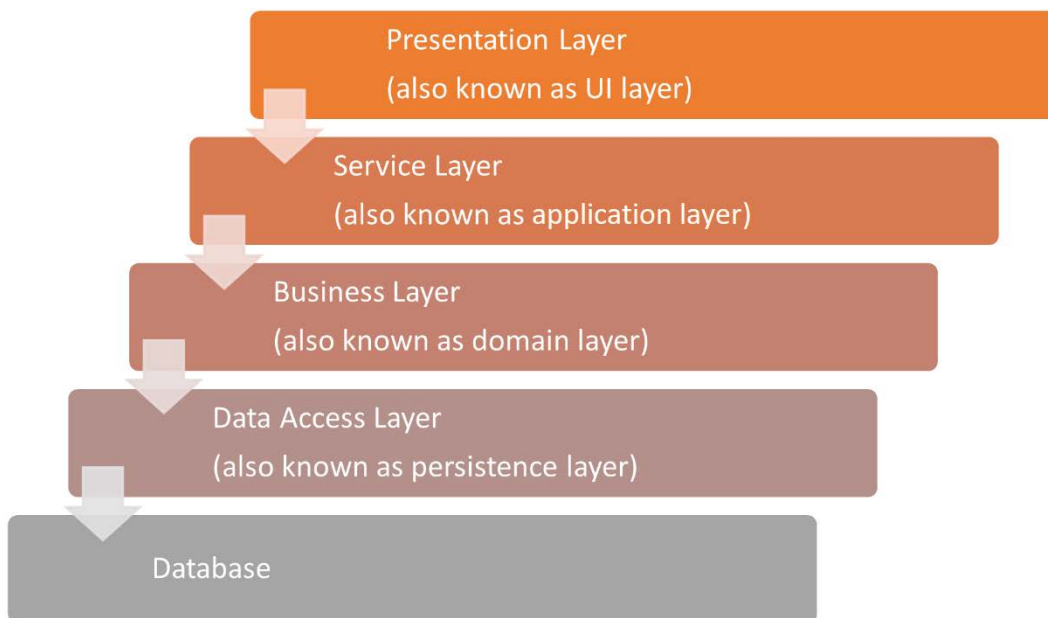 Presentation Layer
(also known as UI layer)
Service Layer
(also known as application layer)
Business Layer
(also known as domain layer)
Data Access Layer
(also known as persistence layer)
Database